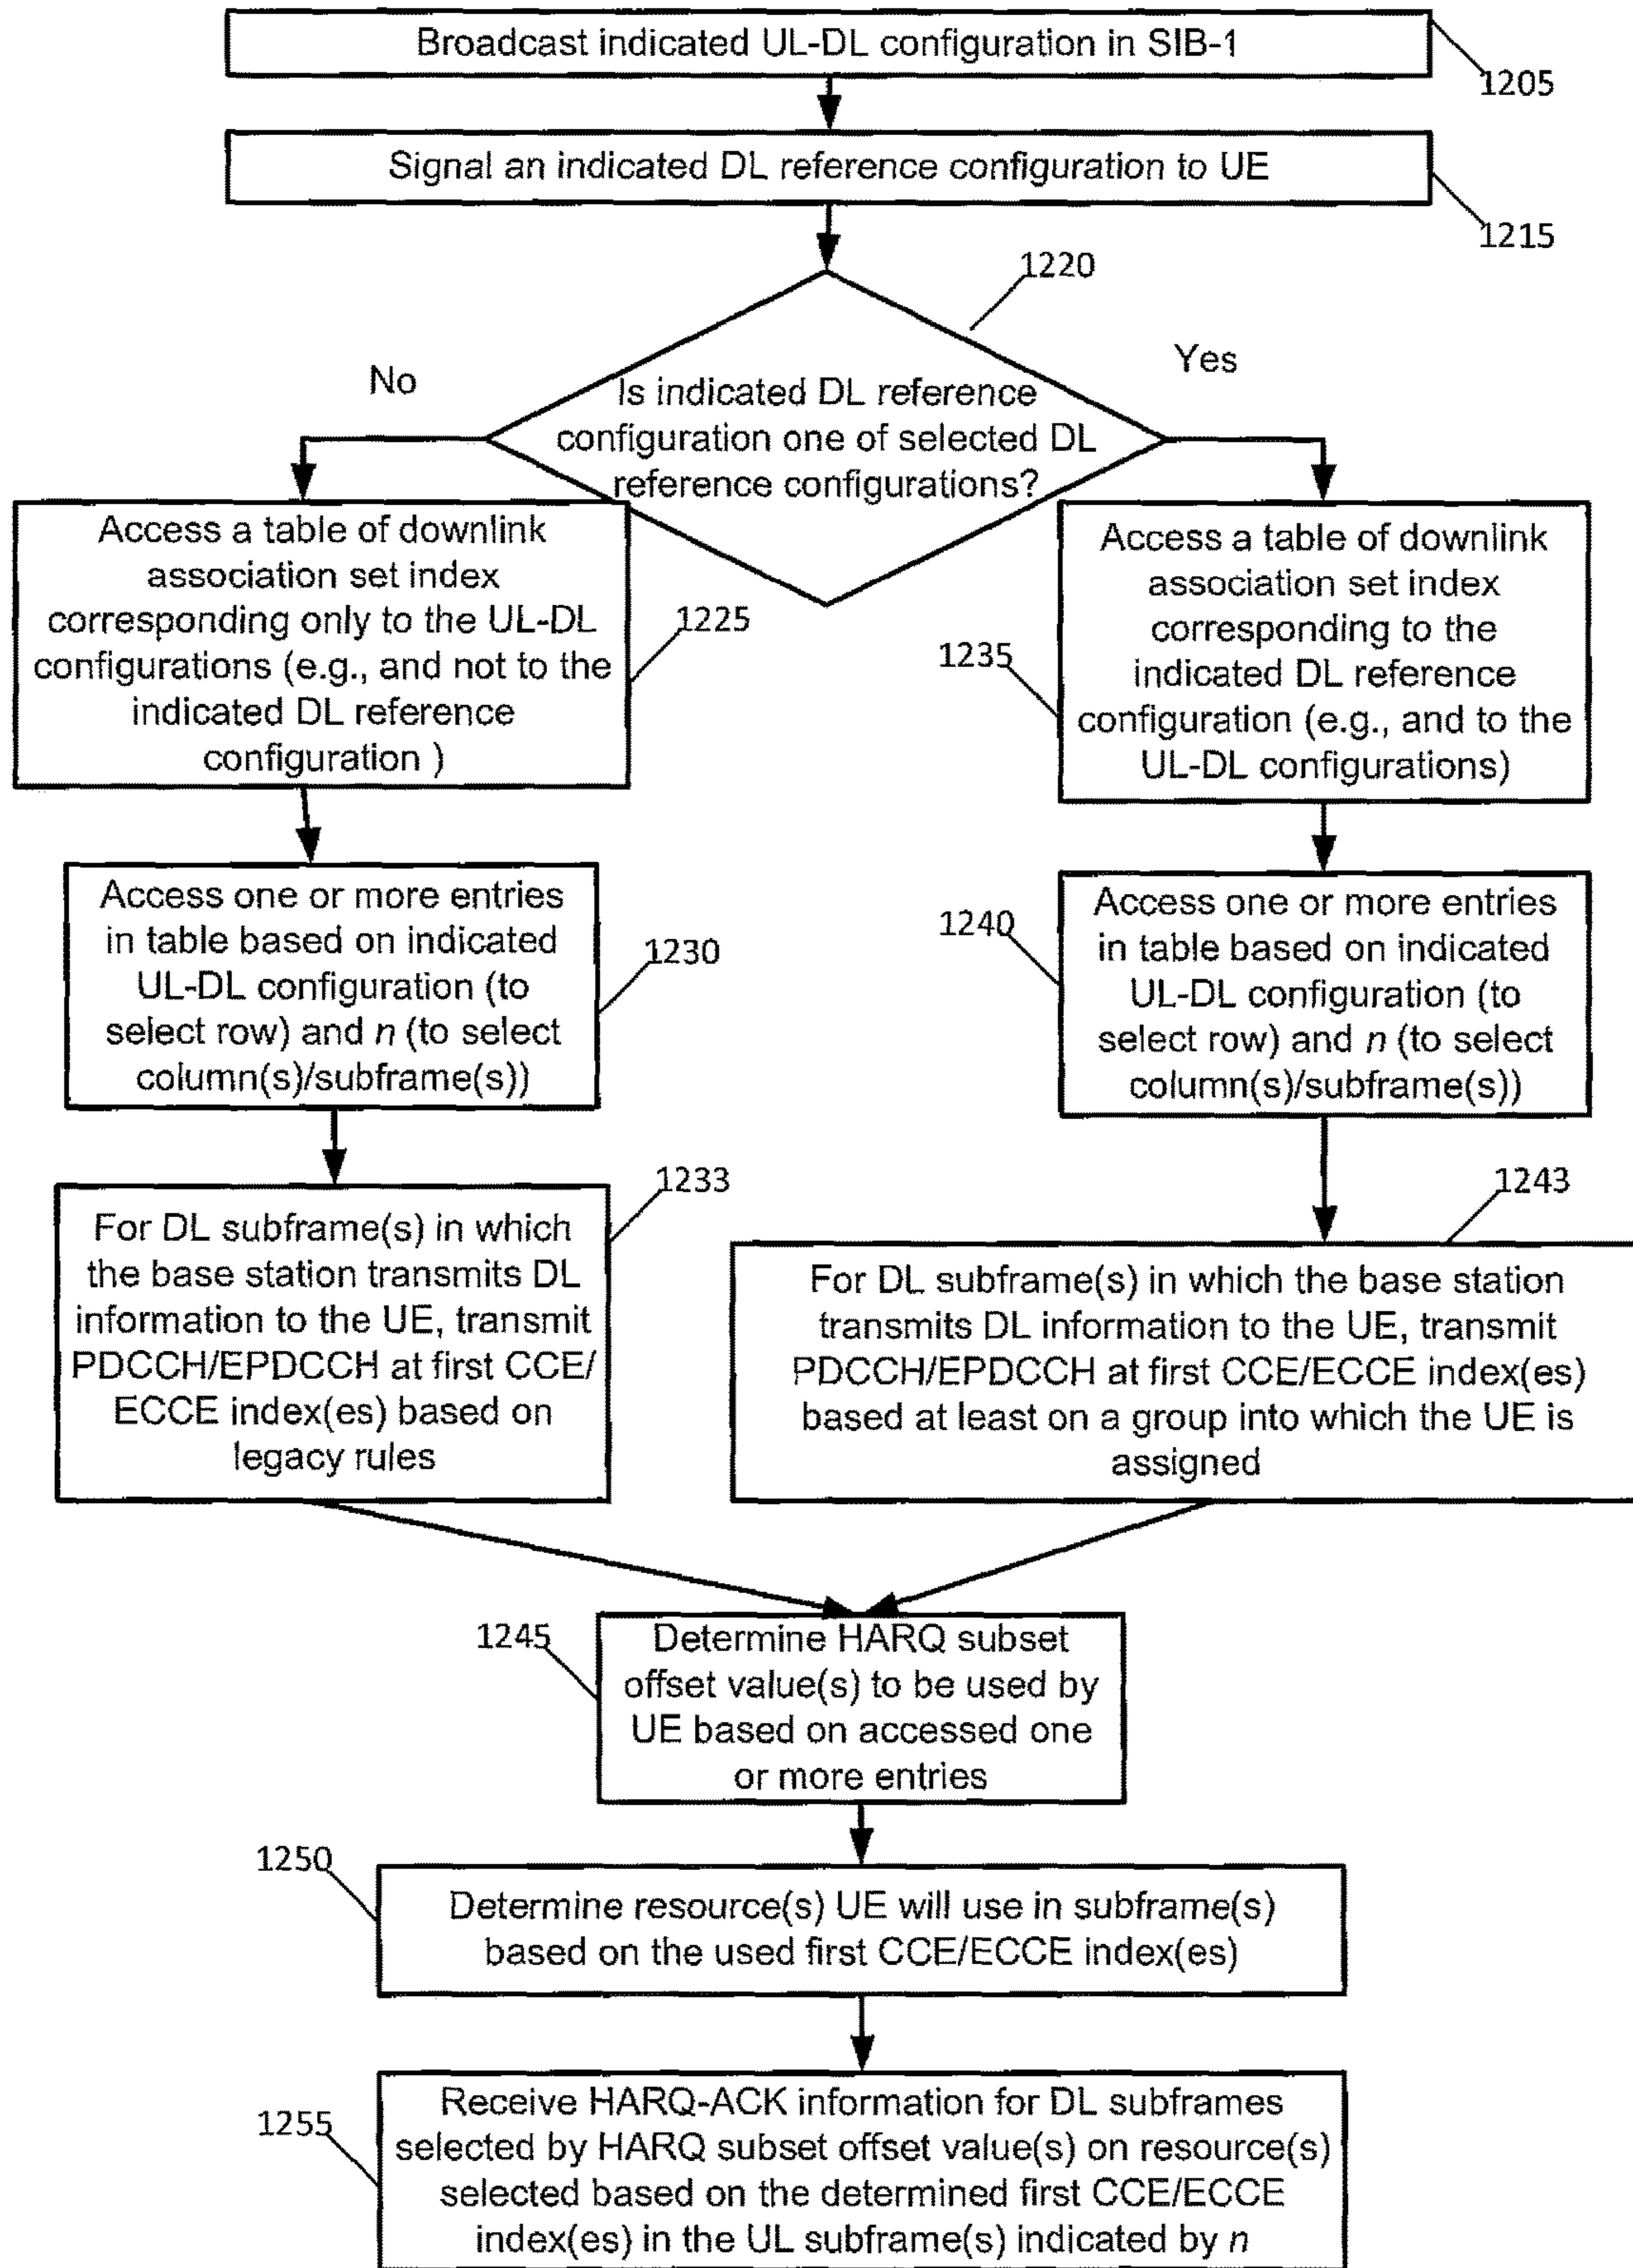 Broadcast indicated UL-DL configuration in SIB-1
1205
Signal an indicated DL reference configuration to UE
1215
1220
No
Yes
Is indicated DL reference
configuration one of selected DL
reference configurations?
Access a table of downlink
association set index
corresponding only to the UL-DL
configurations (e.g., and not to the
indicated DL reference
configuration )
1225
1235
Access a table of downlink
association set index
corresponding to the
indicated DL reference
configuration (e.g., and to the
UL-DL configurations)
Access one or more entries
in table based on indicated
UL-DL configuration (to
select row) and n (to select
column(s)/subframe(s))
1230
1240
Access one or more entries
in table based on indicated
UL-DL configuration (to
select row) and n (to select
column(s)/subframe(s))
1233
For DL subframe(s) in which
the base station transmits DL
information to the UE, transmit
PDCCH/EPDCCH at first CCE/
ECCE index(es) based on
legacy rules
1243
For DL subframe(s) in which the base station
transmits DL information to the UE, transmit
PDCCH/EPDCCH at first CCE/ECCE index(es)
based at least on a group into which the UE is
assigned
1245
Determine HARQ subset
offset value(s) to be used by
UE based on accessed one
or more entries
1250
Determine resource(s) UE will use in subframe(s)
based on the used first CCE/ECCE index(es)
1255
Receive HARQ-ACK information for DL subframes
selected by HARQ subset offset value(s) on resource(s)
selected based on the determined first CCE/ECCE
index(es) in the UL subframe(s) indicated by n